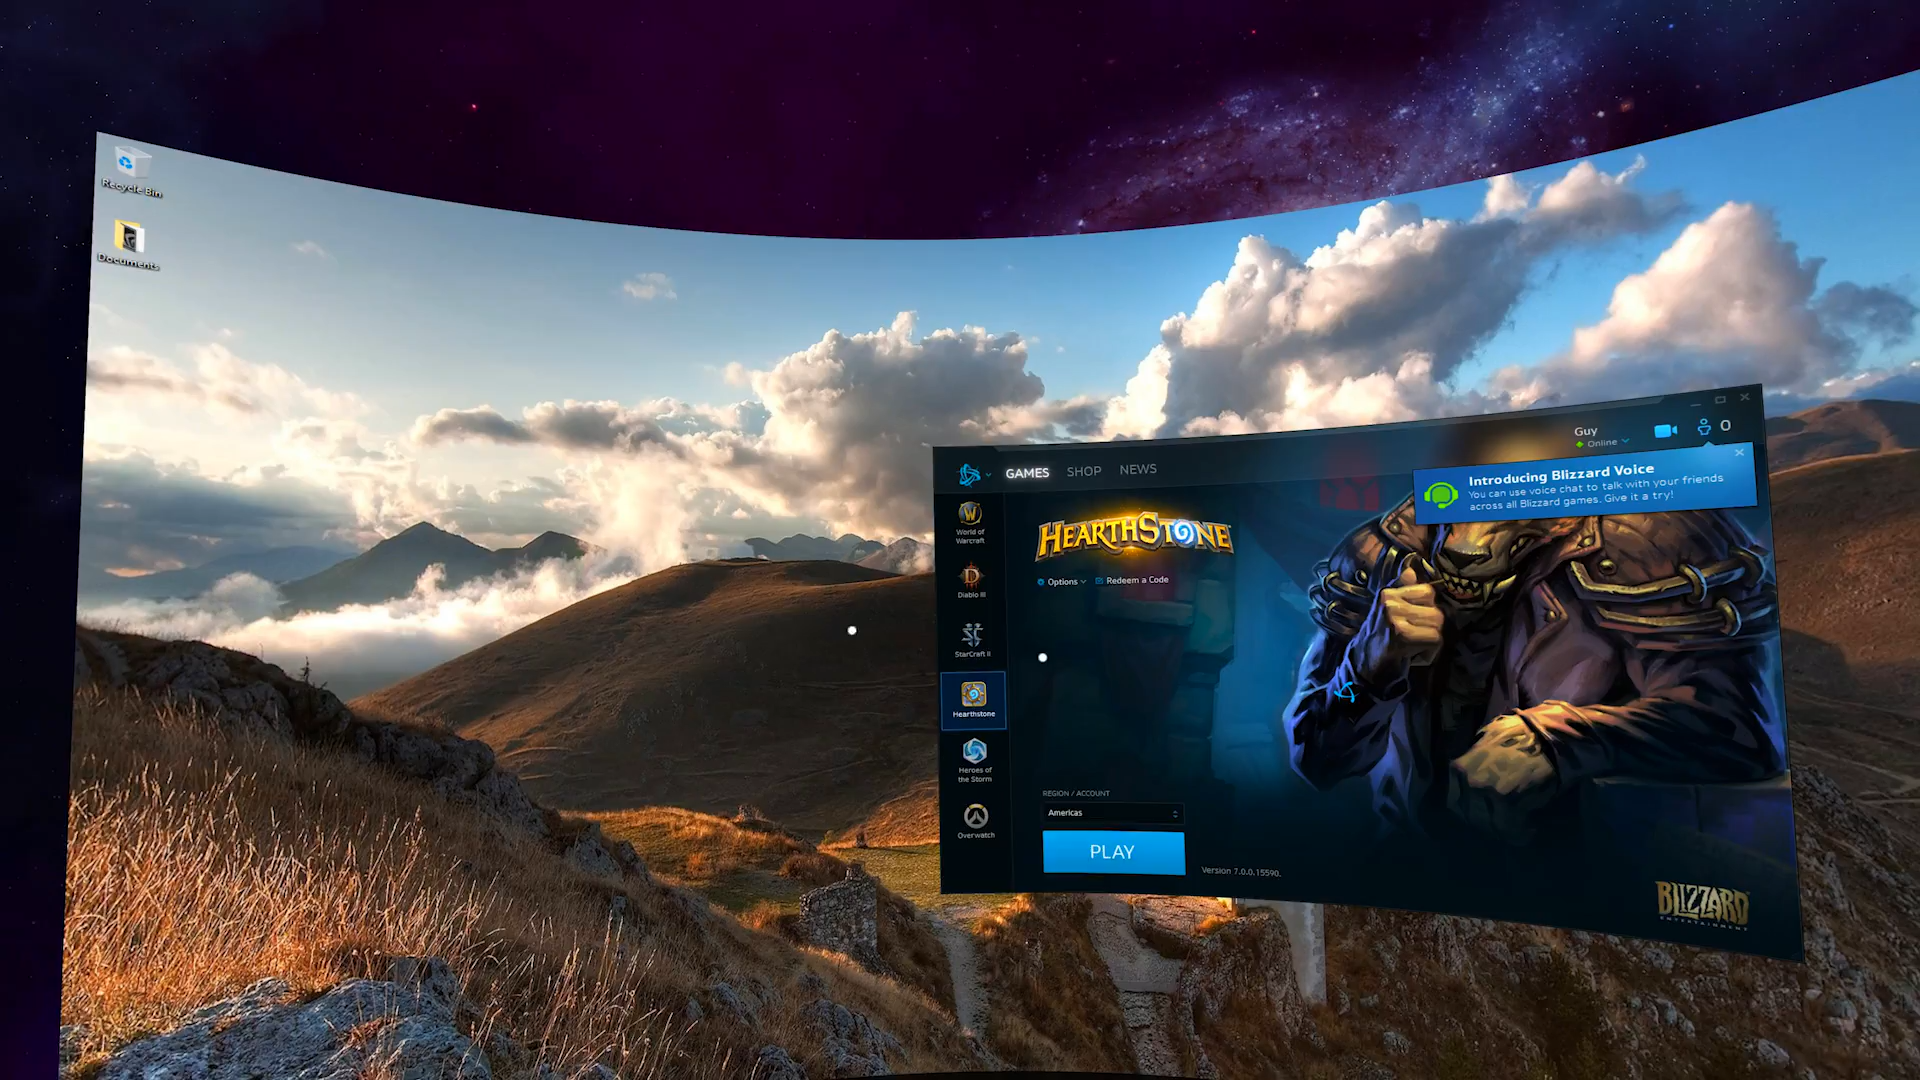 Recycle Bin
Documents
GAMES
SHOP
NEWS
Guy
Online
0
Introducing Blizzard Voice
You can use voice chat to talk with your friends
across all Blizzard games. Give it a try!
World of
Warcraft
Diablo III
StarCraft II
Hearthstone
Heroes of
the Storm
Overwatch
HEARTHSTONE
Options
Redeem a Code
REGION / ACCOUNT
Americas
PLAY
Version 7.0.0.15590.
BLIZZARD
ENTERTAINMENT